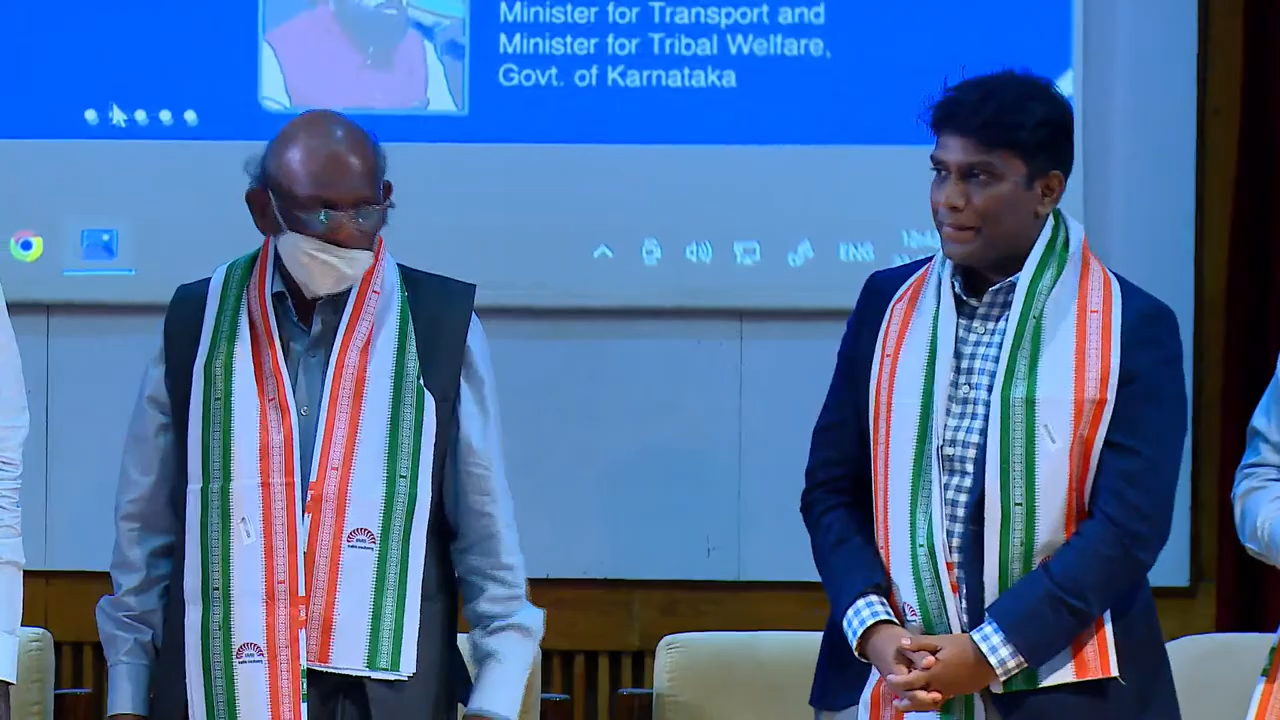 Minister for Transport and
Minister for Tribal Welfare,
Govt. of Karnataka
ENG